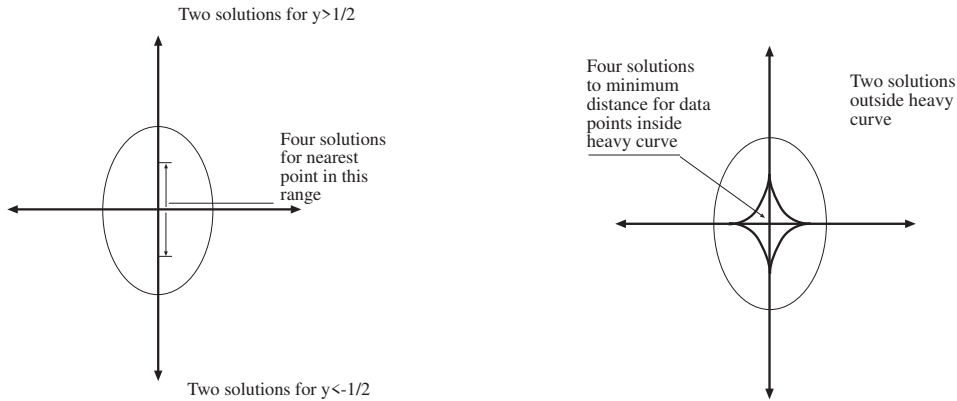 Two solutions for y>1/2
Four solutions
for nearest
point in this
range
Two solutions for y<-1/2
Four solutions
to minimum
distance for data
points inside
heavy curve
Two solutions
outside heavy
curve